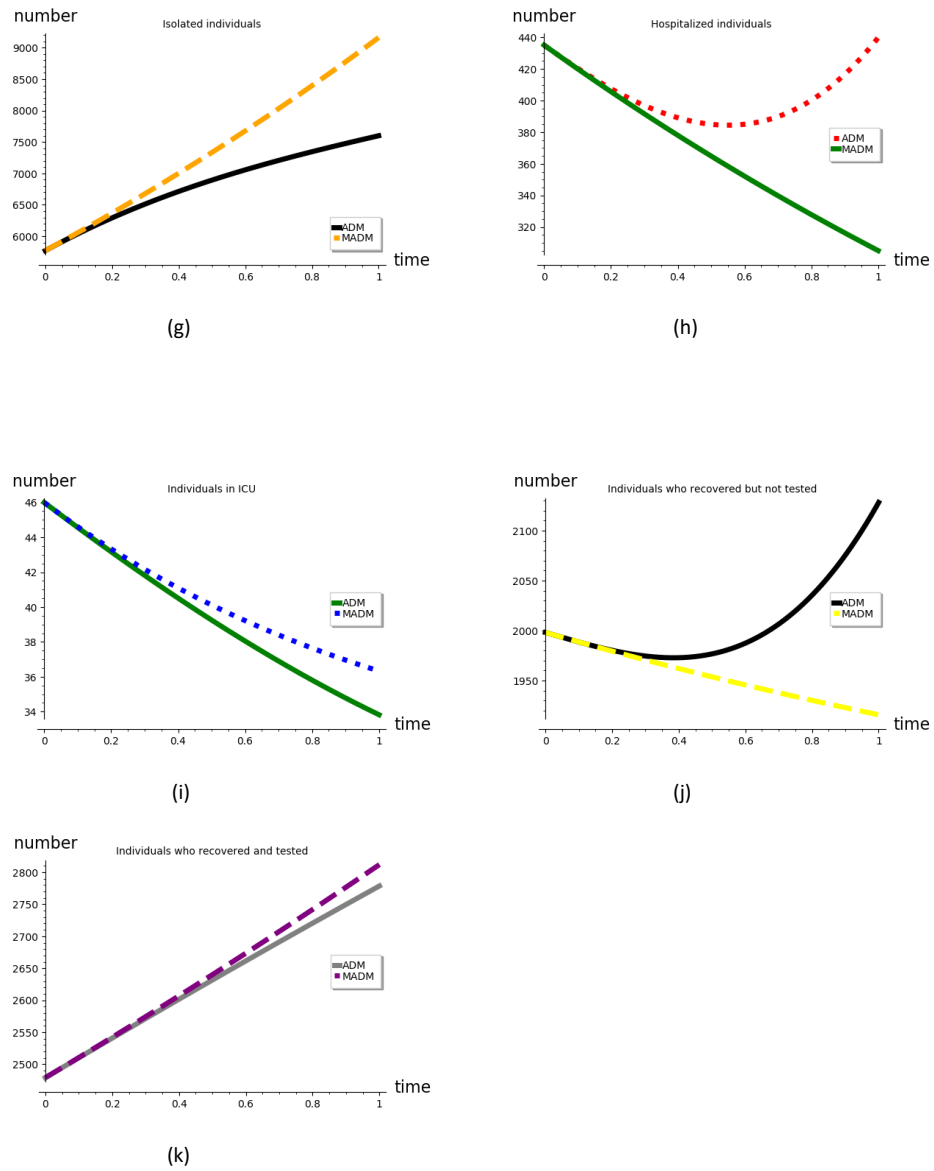 number
Isolated individuals
9000
8500
8000
7500
7000
6500
6000
ADM
MADM
time
0 0.2 0.4 0.6 0.8 1
(g)
number
Hospitalized individuals
440
420
400
380
360
340
320
ADM
MADM
time
0 0.2 0.4 0.6 0.8 1
(h)
number
Individuals in ICU
46
44
42
40
38
36
34
ADM
MADM
time
0 0.2 0.4 0.6 0.8 1
(i)
number
Individuals who recovered but not tested
2100
2050
2000
1950
ADM
MADM
time
0 0.2 0.4 0.6 0.8 1
(j)
number
Individuals who recovered and tested
2800
2750
2700
2650
2600
2550
2500
ADM
MADM
time
0 0.2 0.4 0.6 0.8 1
(k)